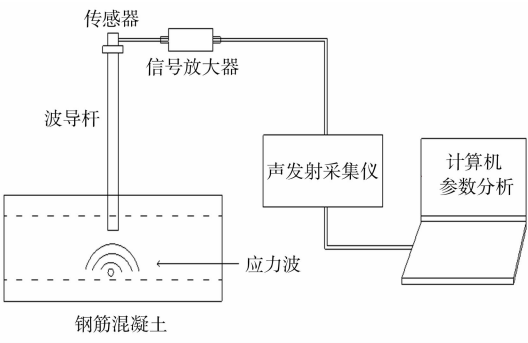 传感器
信号放大器
波导杆
声发射采集仪
计算机
参数分析
应力波
钢筋混凝土